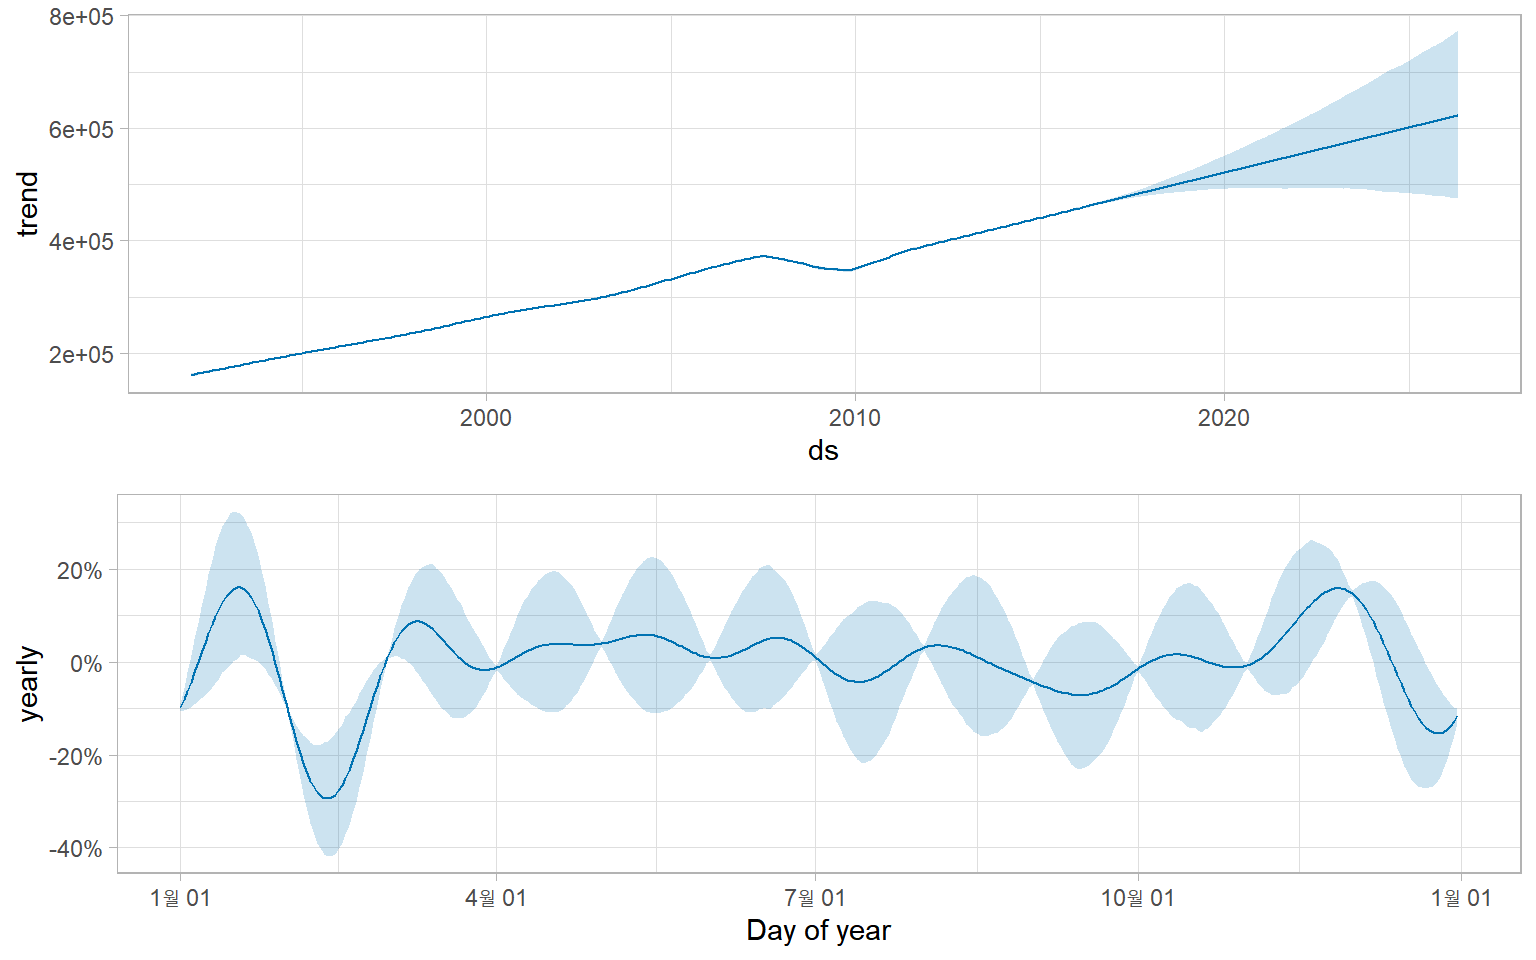 8e+05
6e+05
4e+05
2e+05
trend
2000 2010 2020
ds
20%
0%
-20%
-40%
yearly
1월 01 4월 01 7월 01 10월 01 1월 01
Day of year